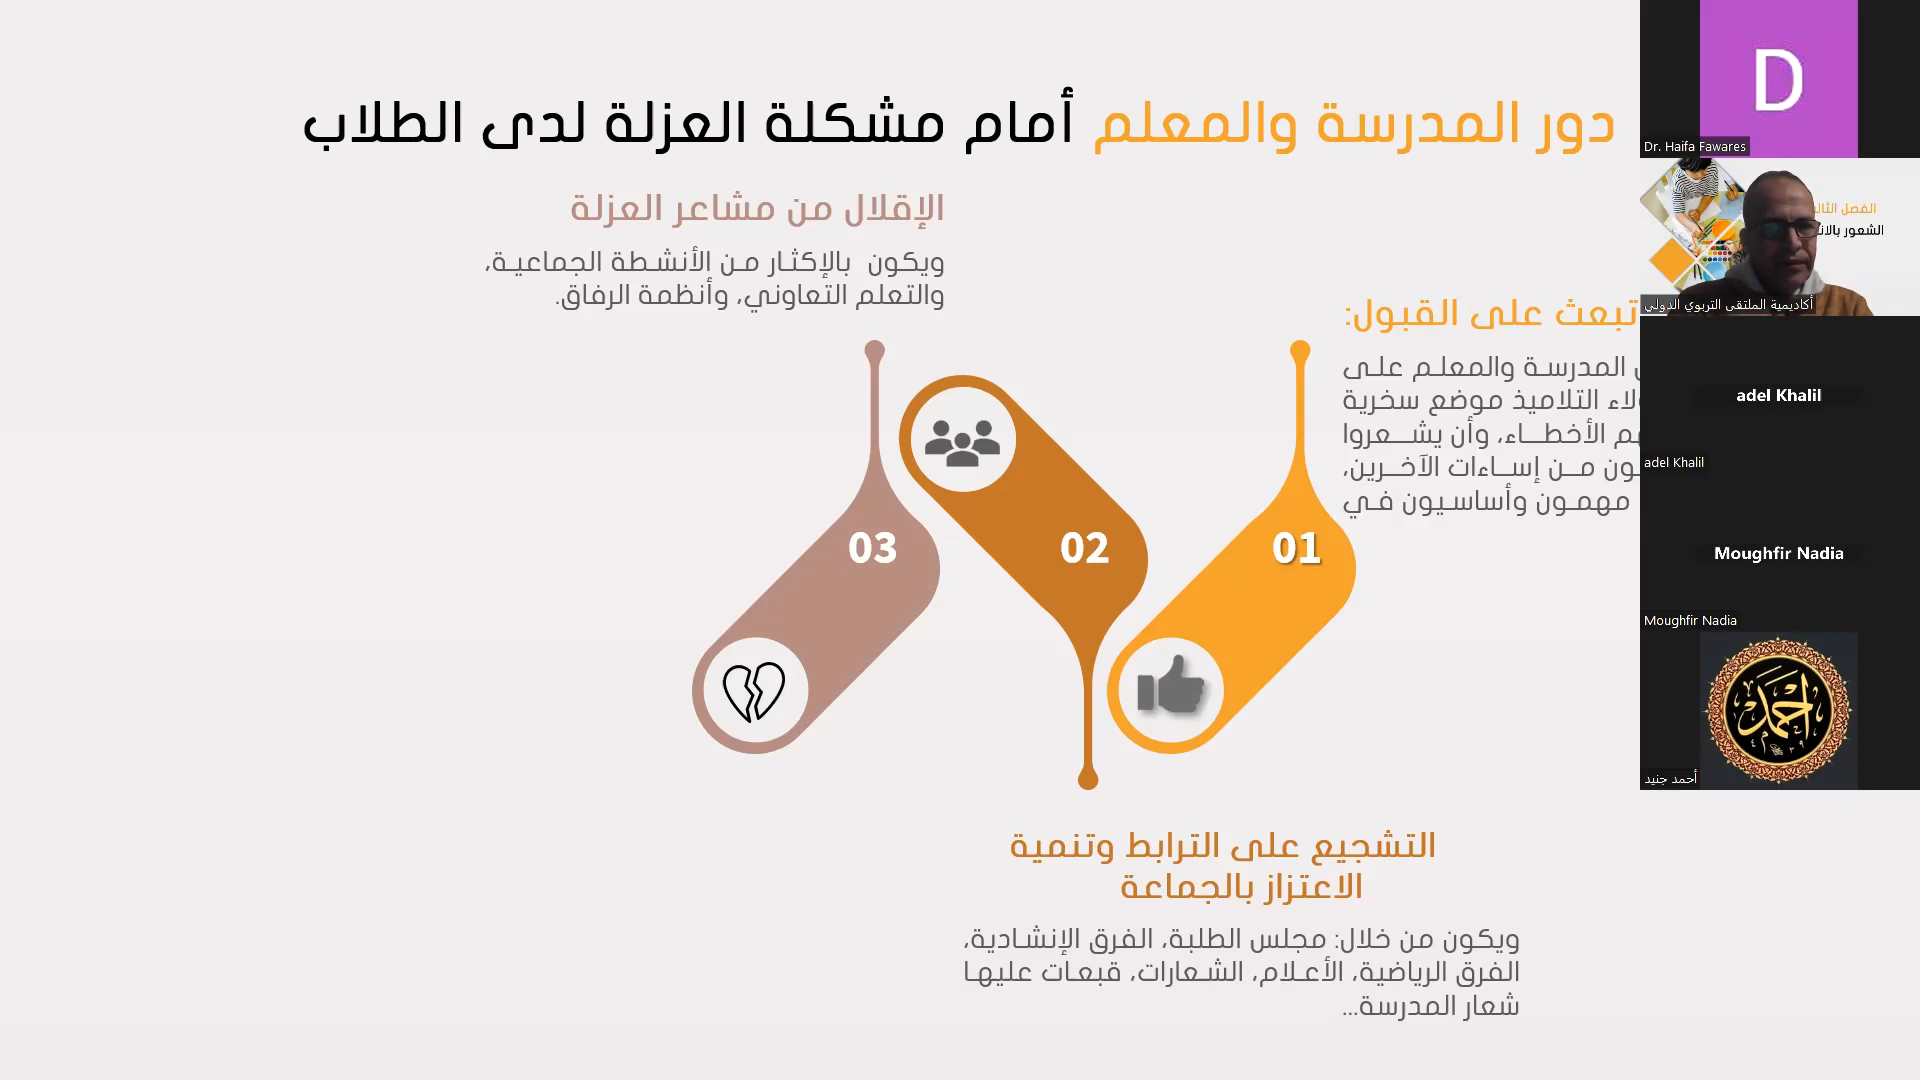 دور المدرسة والمعلم أمام مشكلة العزلة لدى الطلاب
تبعث على القبول:
المدرسة والمعلم على
التلاميذ موضع سخرية
الأخطاء، وأن يشعروا
من إساءات الآخرين،
مهمون وأساسيون في
01
02
03
التشجيع على الترابط وتنمية
الاعتزاز بالجماعة
ويكون من خلال: مجلس الطلبة، الفرق الإنشادية،
الفرق الرياضية، الأعلام، الشعارات، قبعات عليها
شعار المدرسة...
الإقلال من مشاعر العزلة
ويكون بالإكثار من الأنشطة الجماعية،
والتعلم التعاوني، وأنظمة الرفاق.
D
Dr. Haifa Fawares
الفصل
الشعور
أكاديمية الملتقى التربوي الدولي
adel Khalil
adel Khalil
Moughfir Nadia
Moughfir Nadia
أحمد
أحمد جنيد